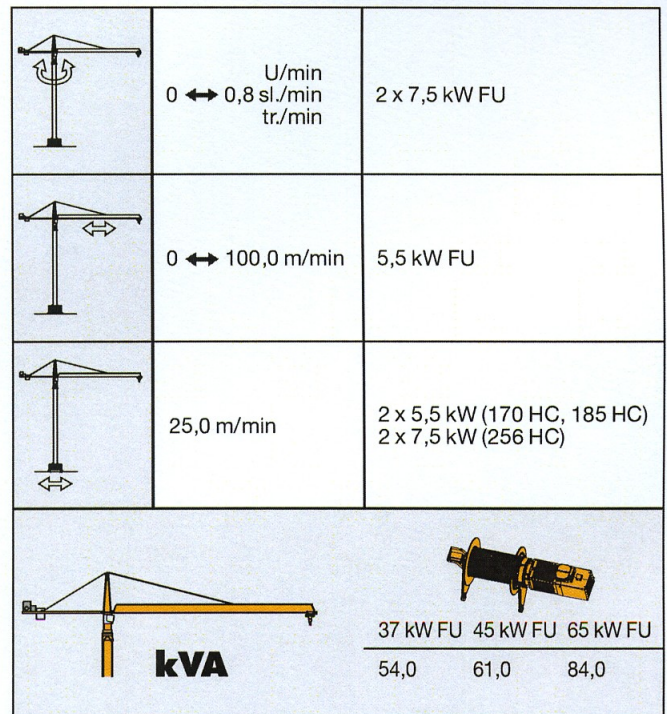 U/min
0 ↔ 0,8 sl./min
tr./min
2 x 7,5 kW FU
0 ↔ 100,0 m/min
5,5 kW FU
25,0 m/min
2 x 5,5 kW (170 HC, 185 HC)
2 x 7,5 kW (256 HC)
37 kW FU 45 kW FU 65 kW FU
kVA
54,0 61,0 84,0